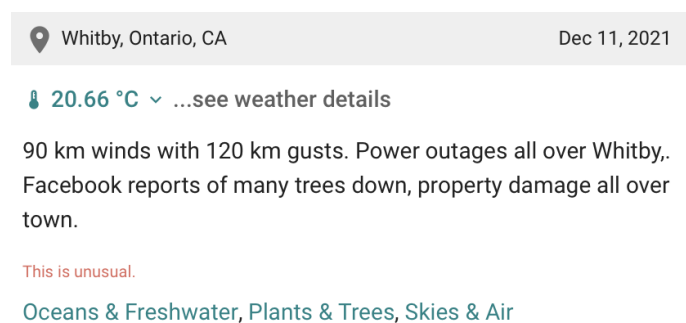 Whitby, Ontario, CA Dec 11, 2021
20.66 °C ...see weather details
90 km winds with 120 km gusts. Power outages all over Whitby,.
Facebook reports of many trees down, property damage all over
town.
This is unusual.
Oceans & Freshwater, Plants & Trees, Skies & Air